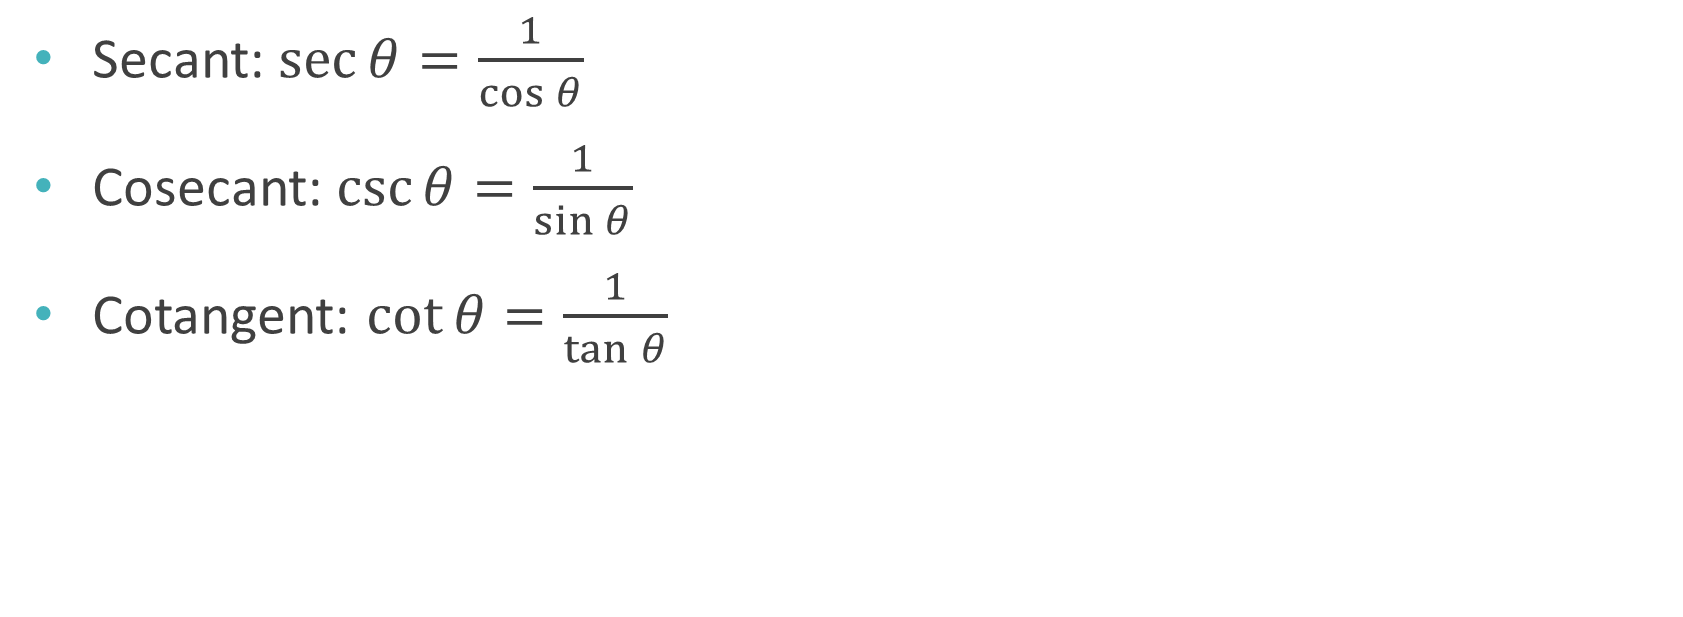 • Secant: sec θ = 1/cos θ
• Cosecant: csc θ = 1/sin θ
• Cotangent: cot θ = 1/tan θ